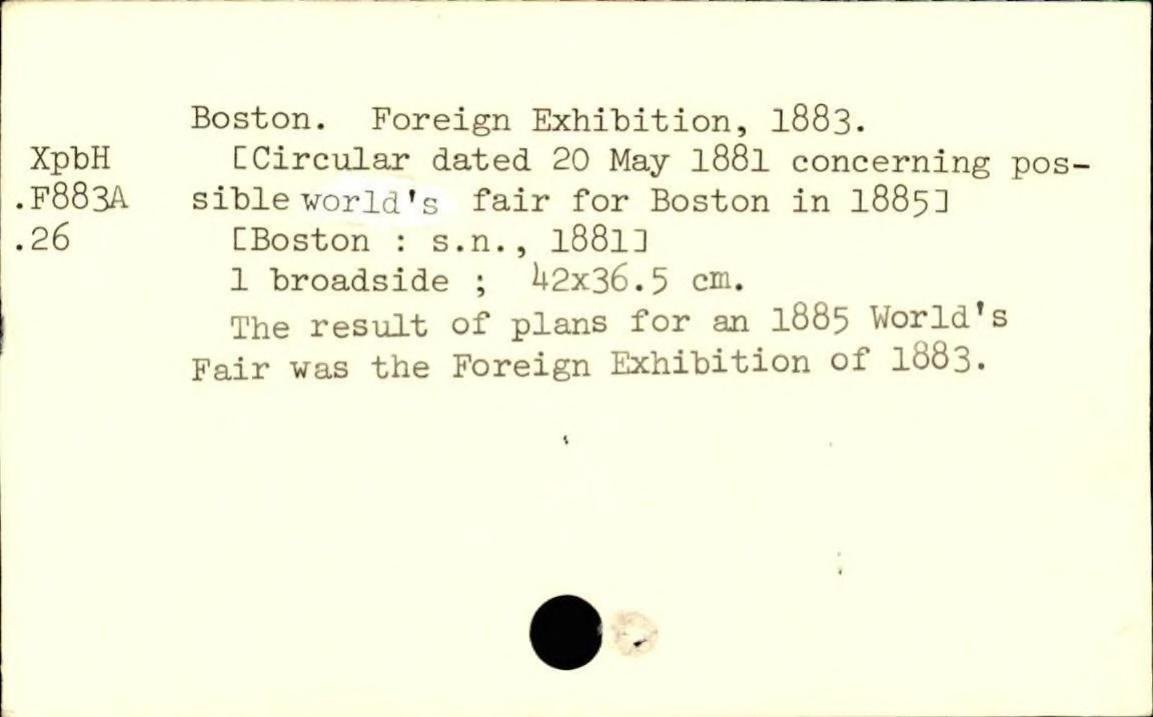 Boston. Foreign Exhibition, 1883.
XpbH [Circular dated 20 May 1881 concerning pos-
.F883A sible world's fair for Boston in 1885]
.26 [Boston : s.n., 1881]
1 broadside ; 42x36.5 cm.
The result of plans for an 1885 World's
Fair was the Foreign Exhibition of 1883.